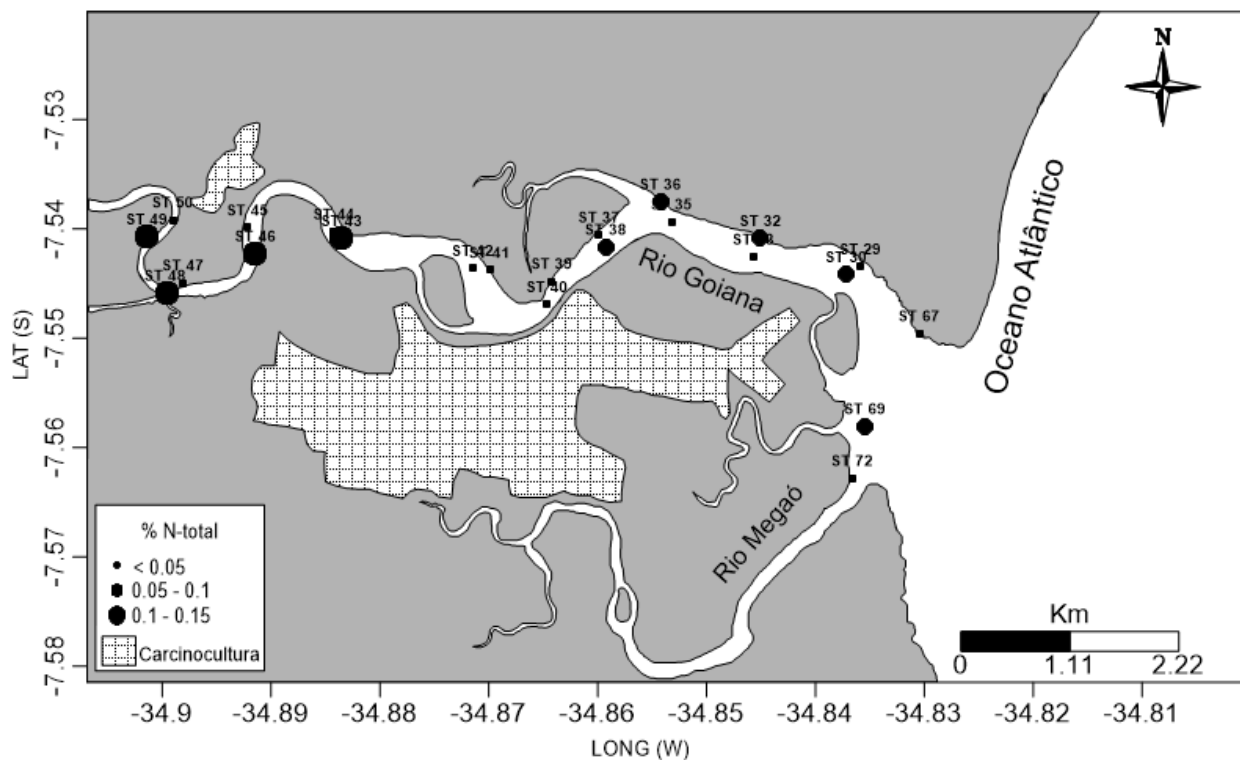 N
-7.53
-7.54
-7.55
-7.56
-7.57
-7.58
LAT (S)
ST 50
ST 49
ST 45
ST 46
ST 47
ST 48
ST 44
ST 43
ST 42
ST 41
ST 39
ST 40
ST 37
ST 38
ST 36
ST 35
ST 32
ST 29
ST 30
ST 67
ST 69
ST 72
Rio Goiana
Rio Megaó
Oceano Atlântico
% N-total
< 0.05
0.05 - 0.1
0.1 - 0.15
Carcinocultura
Km
0 1.11 2.22
-34.9 -34.89 -34.88 -34.87 -34.86 -34.85 -34.84 -34.83 -34.82 -34.81
LONG (W)